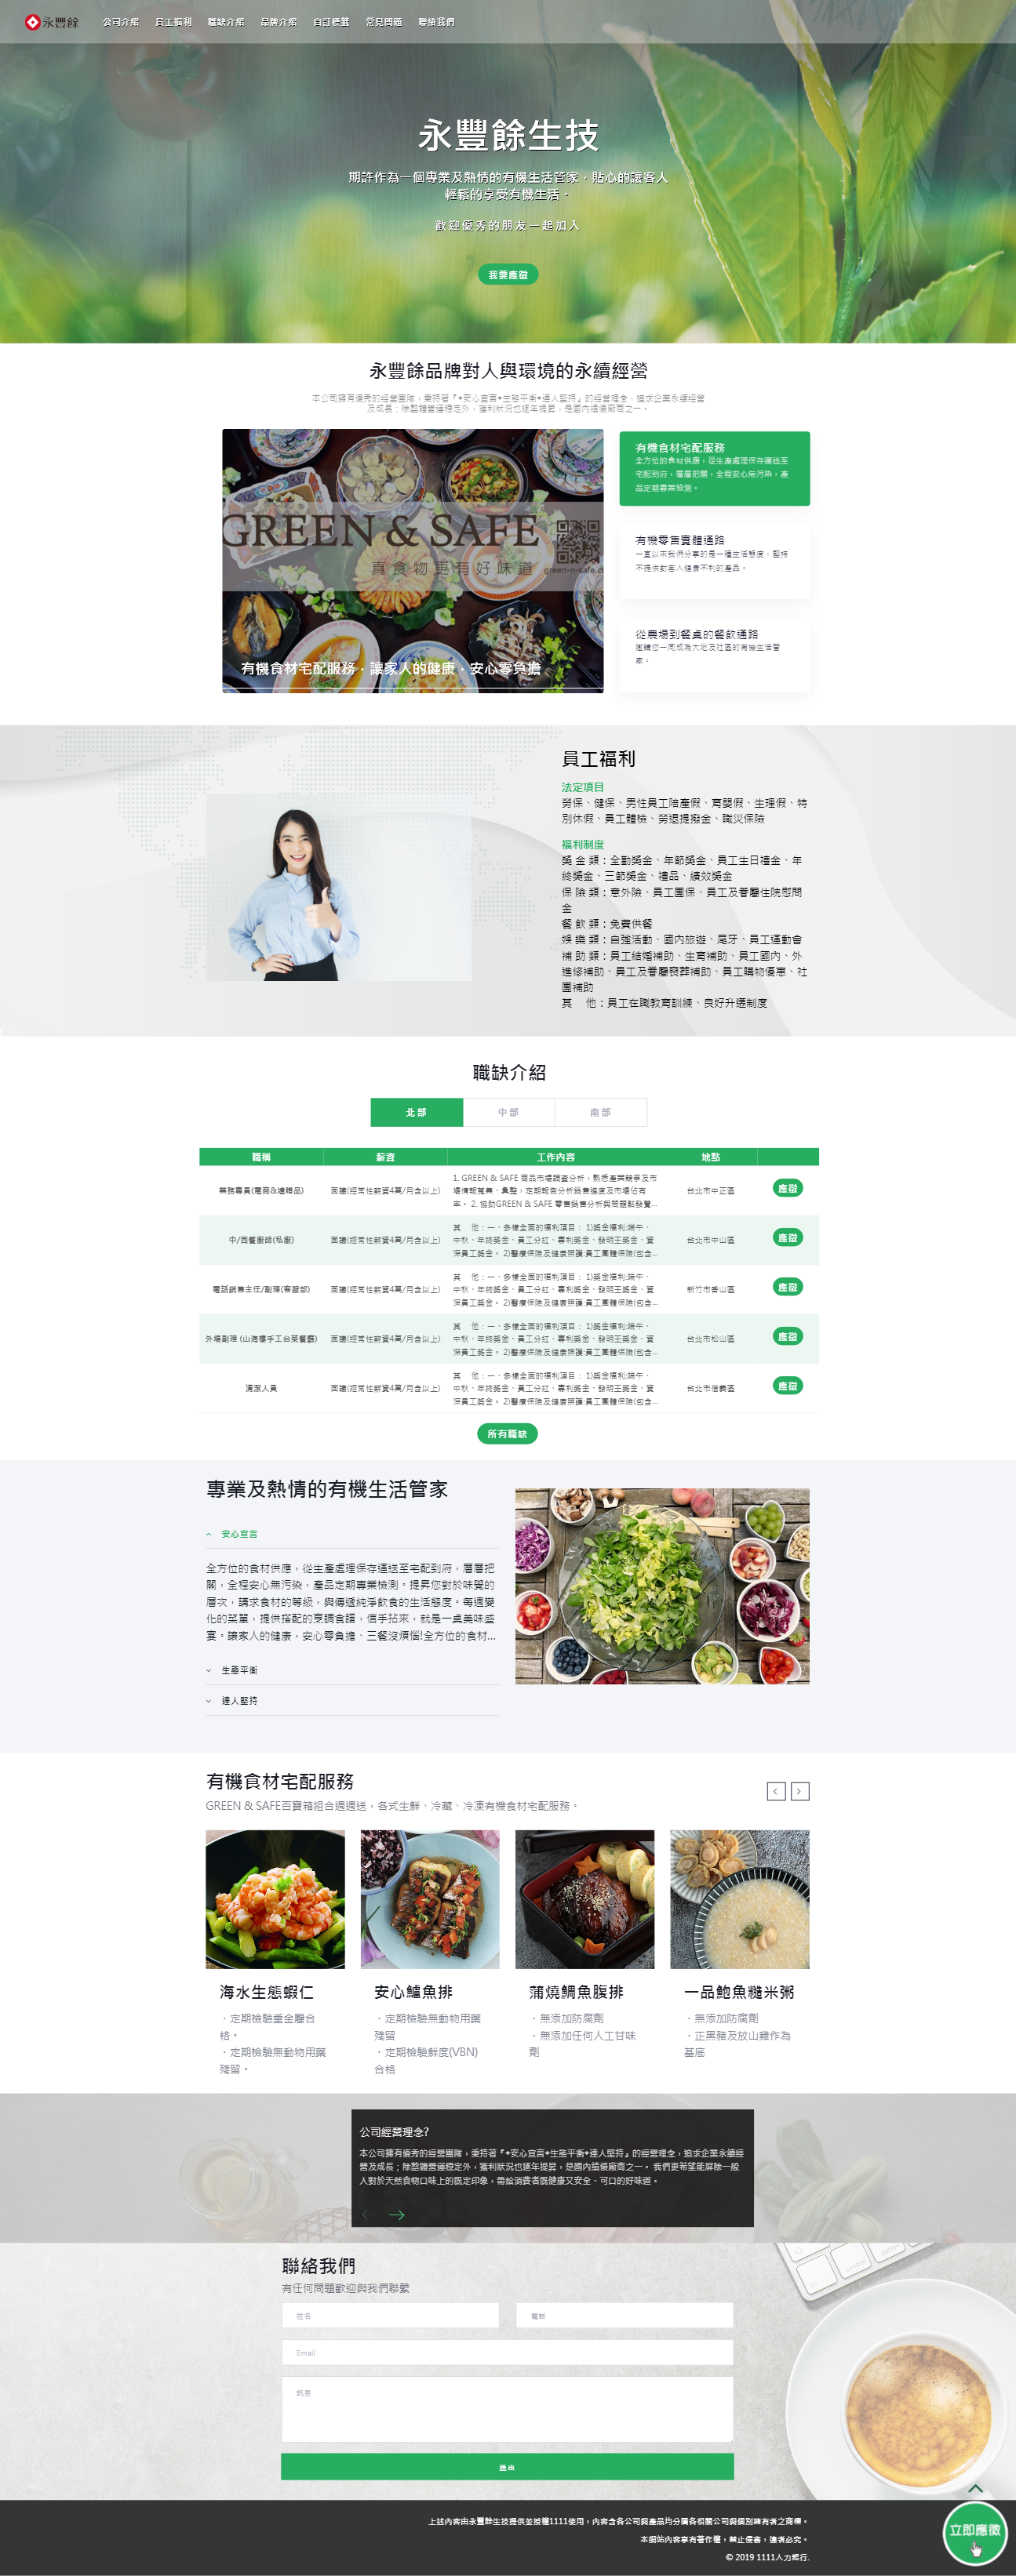 永豐餘
公司介紹 員工福利 職缺介紹 品牌介紹 自訂標籤 常見問題 聯絡我們
永豐餘生技
期許作為一個專業及熱情的有機生活管家，貼心的讓客人
輕鬆的享受有機生活。
歡迎優秀的朋友一起加入
我要應徵
永豐餘品牌對人與環境的永續經營
本公司擁有優秀的經營團隊，秉持著『•安心宣言•生態平衡•達人堅持』的經營理念，追求企業永續經營
及成長；除整體營運穩定外，獲利狀況也逐年提昇，是國內績優廠商之一。
GREEN & SAFE
真食物更有好味道
有機食材宅配服務，讓家人的健康，安心零負擔
有機食材宅配服務
全方位的食材供應，從生產處理保存運送至
宅配到府，層層把關，全程安心無污染，產
品定期專業檢測。
有機零售實體通路
一直以來我們分享的是一種生活態度，堅持
不提供對客人健康不利的產品。
從農場到餐桌的餐飲通路
邀請您一同成為大地及社區的有機生活管
家。
員工福利
法定項目
勞保、健保、男性員工陪產假、育嬰假、生理假、特
別休假、員工體檢、勞退提撥金、職災保險
福利制度
獎 金 類：全勤獎金、年節獎金、員工生日禮金、年
終獎金、三節獎金、禮品、績效獎金
保 險 類：意外險、員工團保、員工及眷屬住院慰問
金
餐 飲 類：免費供餐
娛 樂 類：自強活動、國內旅遊、尾牙、員工運動會
補 助 類：員工結婚補助、生育補助、員工國內、外
進修補助、員工及眷屬喪葬補助、員工購物優惠、社
團補助
其 他：員工在職教育訓練、良好升遷制度
職缺介紹
北部 中部 南部
職稱 薪資 工作內容 地點
1. GREEN & SAFE 商品市場調查分析，熟悉產業競爭及市
業務專員(電商&禮贈品) 面議(經常性薪資4萬/月含以上) 場情報蒐集、彙整，定期報告分析銷售進度及市場佔有 台北市中正區 應徵
率。 2. 協助GREEN & SAFE 零售銷售分析與問題點發覺...
其 他：一、多樣全面的福利項目： 1)獎金福利:端午、
中/西餐廚師(私廚) 面議(經常性薪資4萬/月含以上) 中秋、年終獎金、員工分紅、專利獎金、發明王獎金、資 台北市中山區 應徵
深員工獎金。 2)醫療保險及健康照護:員工團體保險(包含...
其 他：一、多樣全面的福利項目： 1)獎金福利:端午、
電話銷業主任/副理(客服部) 面議(經常性薪資4萬/月含以上) 中秋、年終獎金、員工分紅、專利獎金、發明王獎金、資 新竹市香山區 應徵
深員工獎金。 2)醫療保險及健康照護:員工團體保險(包含...
其 他：一、多樣全面的福利項目： 1)獎金福利:端午、
外場副理 (山海樓手工台菜餐廳) 面議(經常性薪資4萬/月含以上) 中秋、年終獎金、員工分紅、專利獎金、發明王獎金、資 台北市松山區 應徵
深員工獎金。 2)醫療保險及健康照護:員工團體保險(包含...
其 他：一、多樣全面的福利項目： 1)獎金福利:端午、
清潔人員 面議(經常性薪資4萬/月含以上) 中秋、年終獎金、員工分紅、專利獎金、發明王獎金、資 台北市信義區 應徵
深員工獎金。 2)醫療保險及健康照護:員工團體保險(包含...
所有職缺
專業及熱情的有機生活管家
安心宣言
全方位的食材供應，從生產處理保存運送至宅配到府，層層把
關，全程安心無污染，產品定期專業檢測。提昇您對於味覺的
層次，講求食材的等級，與傳遞純淨飲食的生活態度。每週變
化的菜單，提供搭配的烹調食譜，信手拈來，就是一桌美味盛
宴。讓家人的健康，安心零負擔、三餐沒煩惱!全方位的食材...
生態平衡
達人堅持
有機食材宅配服務
GREEN & SAFE百寶箱組合週週送，各式生鮮、冷藏、冷凍有機食材宅配服務。
海水生態蝦仁
・定期檢驗重金屬合
格。
・定期檢驗無動物用藥
殘留。
安心鱸魚排
・定期檢驗無動物用藥
殘留
・定期檢驗鮮度(VBN)
合格
蒲燒鯛魚腹排
・無添加防腐劑
・無添加任何人工甘味
劑
一品鮑魚糙米粥
・無添加防腐劑
・正黑豬及放山雞作為
基底
公司經營理念?
本公司擁有優秀的經營團隊，秉持著『•安心宣言•生態平衡•達人堅持』的經營理念，追求企業永續經
營及成長；除整體營運穩定外，獲利狀況也逐年提昇，是國內績優廠商之一。 我們更希望能屏除一般
人對於天然食物口味上的既定印象，帶給消費者既健康又安全、可口的好味道。
聯絡我們
有任何問題歡迎與我們聯繫
姓名 電話
Email
訊息
送出
立即應徵
上述內容由永豐餘生技提供並授權1111使用，內容含各公司與產品均分屬各相關公司與個別擁有者之商標。
本網站內容享有著作權，禁止侵害，違者必究。
© 2019 1111人力銀行.